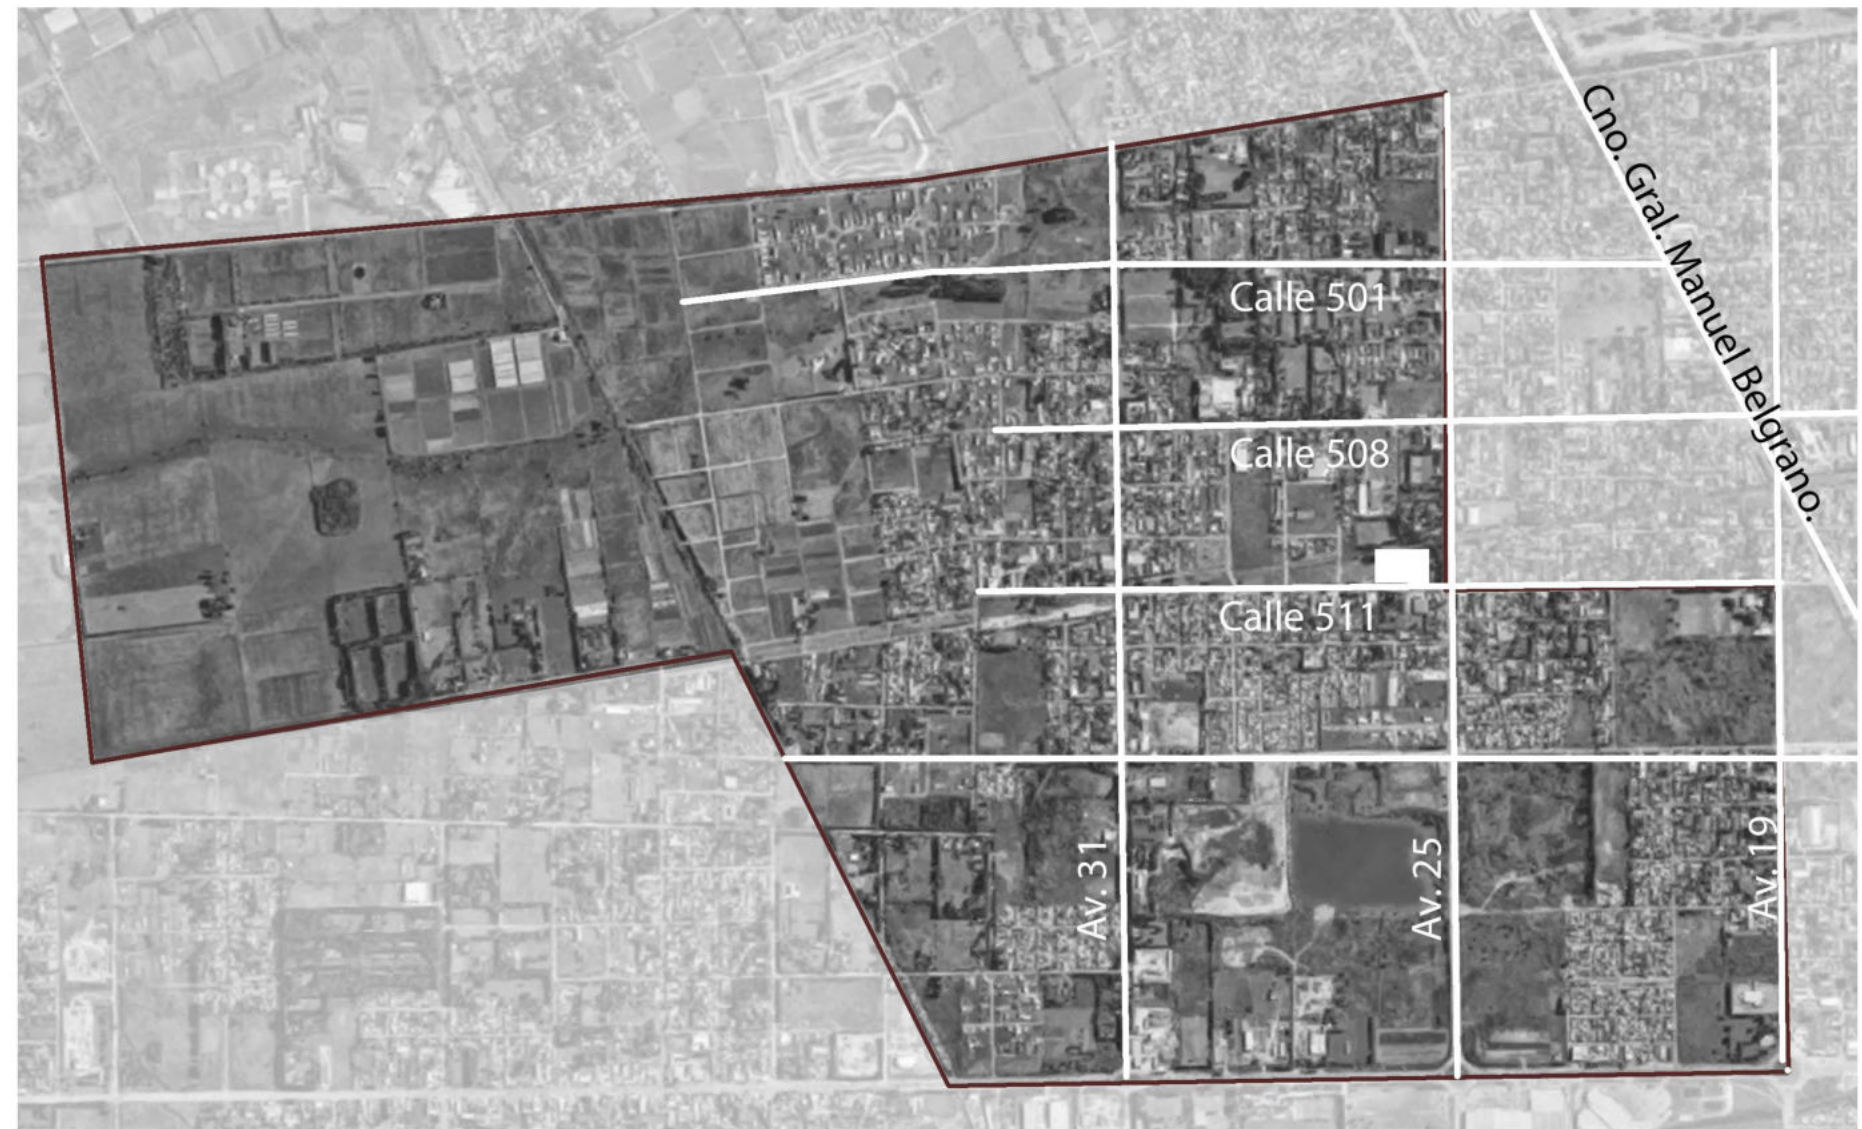 Cno. Gral. Manuel Belgrano.
Calle 501
Calle 508
Calle 511
Av. 31
Av. 25
Av.19